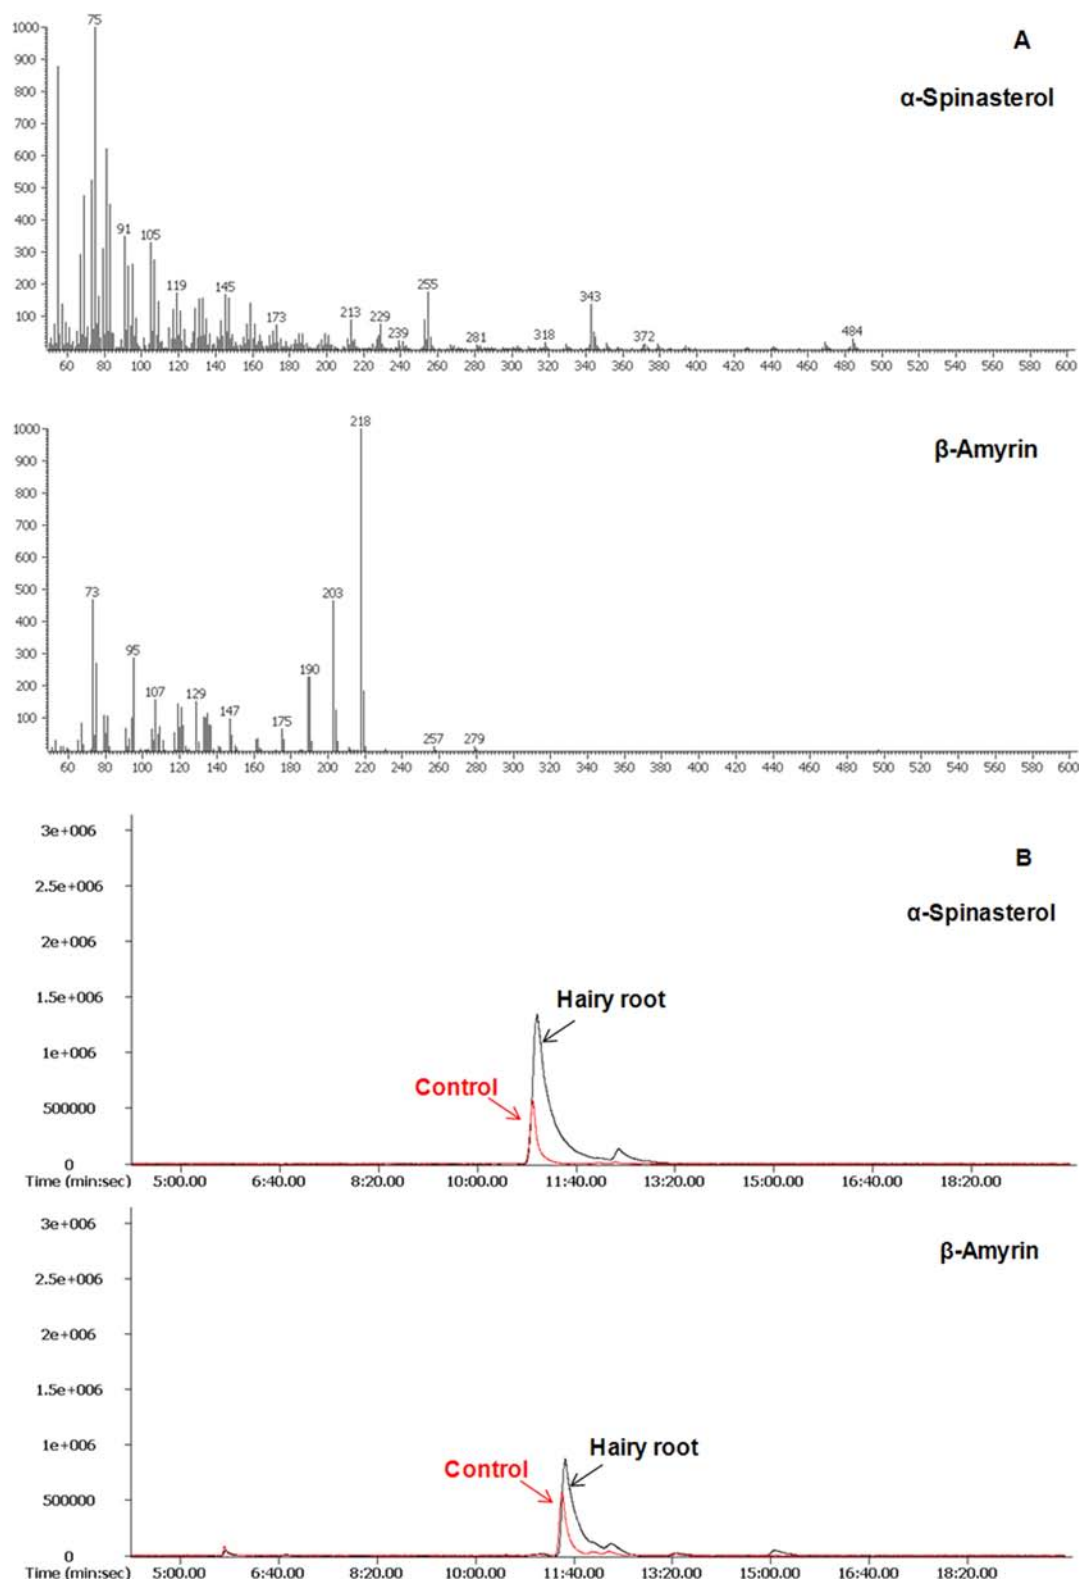 A
α-Spinasterol
1000
900
800
700
600
500
400
300
200
100
75
91
105
119
145
173
213
229
239
255
281
318
343
372
484
60 80 100 120 140 160 180 200 220 240 260 280 300 320 340 360 380 400 420 440 460 480 500 520 540 560 580 600
β-Amyrin
1000
900
800
700
600
500
400
300
200
100
73
95
107
129
147
175
190
203
218
257
279
60 80 100 120 140 160 180 200 220 240 260 280 300 320 340 360 380 400 420 440 460 480 500 520 540 560 580 600
B
α-Spinasterol
3e+006
2.5e+006
2e+006
1.5e+006
1e+006
500000
0
Hairy root
Control
Time (min:sec) 5:00.00 6:40.00 8:20.00 10:00.00 11:40.00 13:20.00 15:00.00 16:40.00 18:20.00
β-Amyrin
3e+006
2.5e+006
2e+006
1.5e+006
1e+006
500000
0
Hairy root
Control
Time (min:sec) 5:00.00 6:40.00 8:20.00 10:00.00 11:40.00 13:20.00 15:00.00 16:40.00 18:20.00